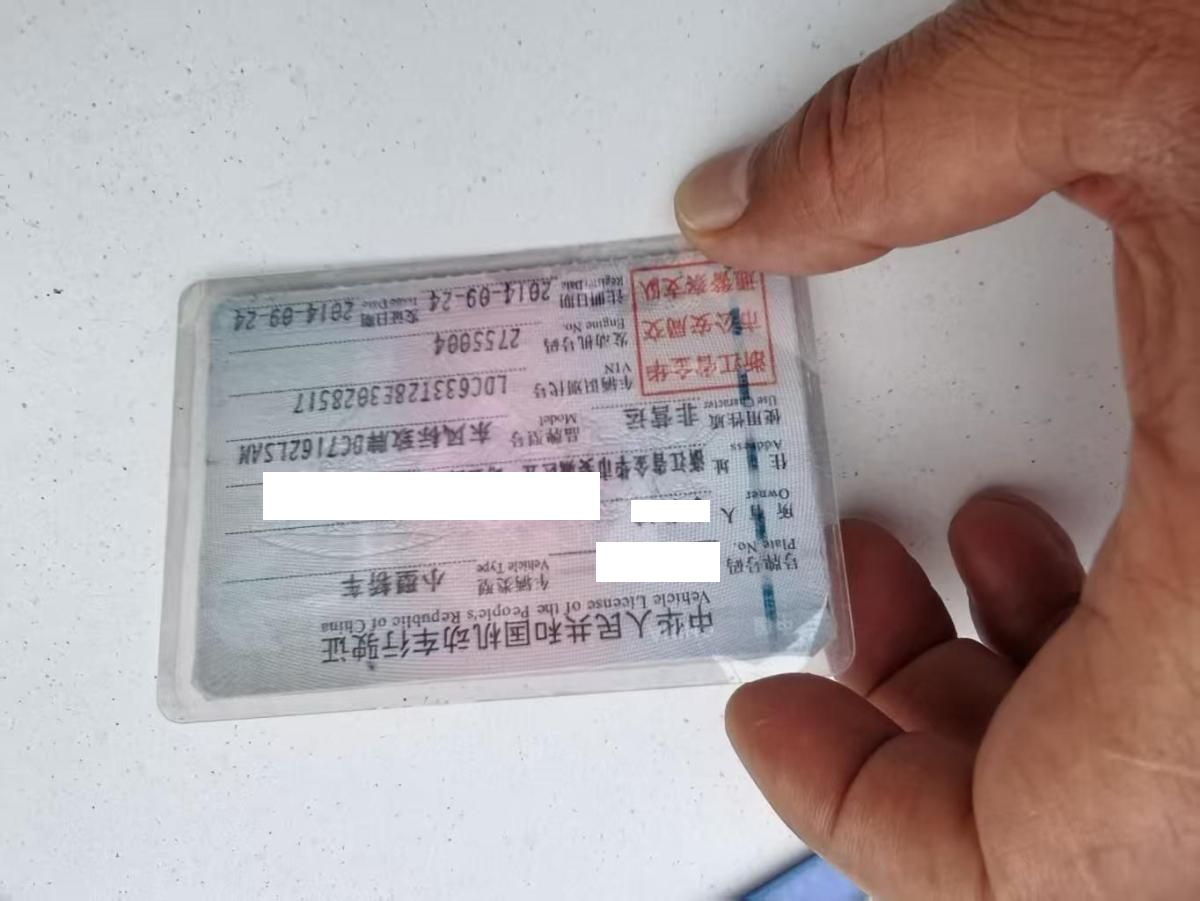 中华人民共和国机动车行驶证
Vehicle License of the People's Republic of China
号牌号码 车辆类型 小型轿车
Plate No. Vehicle Type
所有人
Owner
住址 浙江省金华市
Address
使用性质 非营运 品牌型号 东风标致牌DC7162LSAM
Use Character Model
浙江省金华
市公安局交
通警察支队
车辆识别代号 LDC633T28E3028517
VIN
发动机号码 2755004
Engine No.
注册日期 2014-09-24 发证日期 2014-09-24
Register Date Issue Date